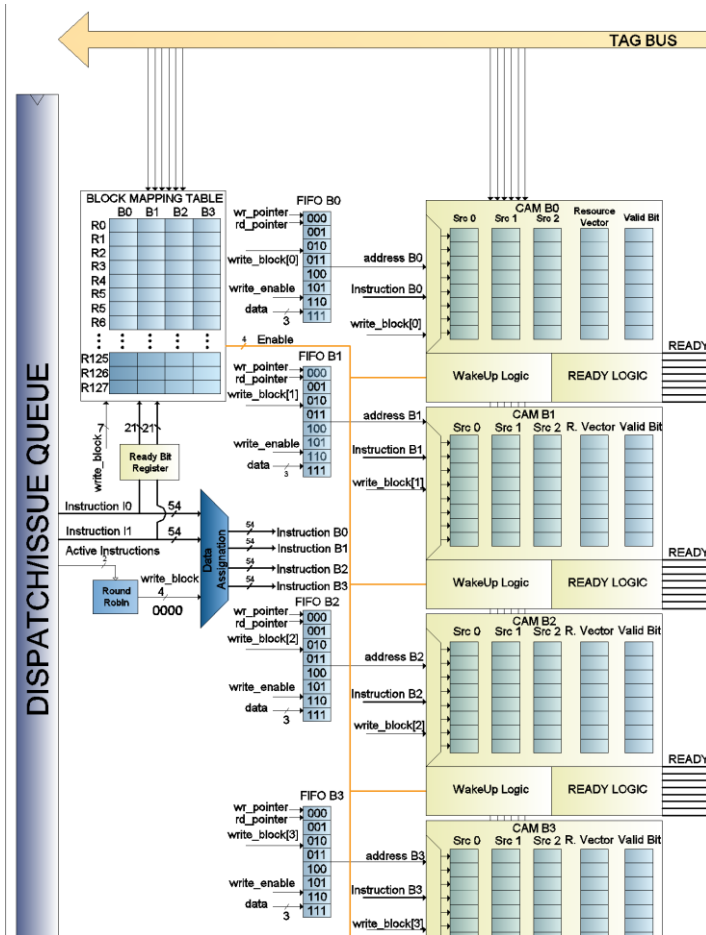 TAG BUS
DISPATCH/ISSUE QUEUE
BLOCK MAPPING TABLE
B0 B1 B2 B3
R0
R1
R2
R3
R4
R5
R5
R6
R125
R126
R127
write_block
7
21
21
Ready Bit
Register
4 Enable
Instruction I0
54
Instruction I1
54
Active Instructions
2
Round
Robin
write_block
4
0000
Data
Assignation
54
Instruction B0
54
Instruction B1
54
Instruction B2
54
Instruction B3
FIFO B0
wr_pointer
rd_pointer
write_block[0]
write_enable
data
3
000
001
010
011
100
101
110
111
FIFO B1
wr_pointer
rd_pointer
write_block[1]
write_enable
data
3
000
001
010
011
100
101
110
111
FIFO B2
wr_pointer
rd_pointer
write_block[2]
write_enable
data
3
000
001
010
011
100
101
110
111
FIFO B3
wr_pointer
rd_pointer
write_block[3]
write_enable
data
3
000
001
010
011
100
101
110
111
CAM B0
Src 0 Src 1 Src 2 Resource Vector Valid Bit
address B0
Instruction B0
write_block[0]
READY
WakeUp Logic READY LOGIC
CAM B1
Src 0 Src 1 Src 2 R. Vector Valid Bit
address B1
Instruction B1
write_block[1]
READY
WakeUp Logic READY LOGIC
CAM B2
Src 0 Src 1 Src 2 R. Vector Valid Bit
address B2
Instruction B2
write_block[2]
READY
WakeUp Logic READY LOGIC
CAM B3
Src 0 Src 1 Src 2 R. Vector Valid Bit
address B3
Instruction B3
write_block[3]